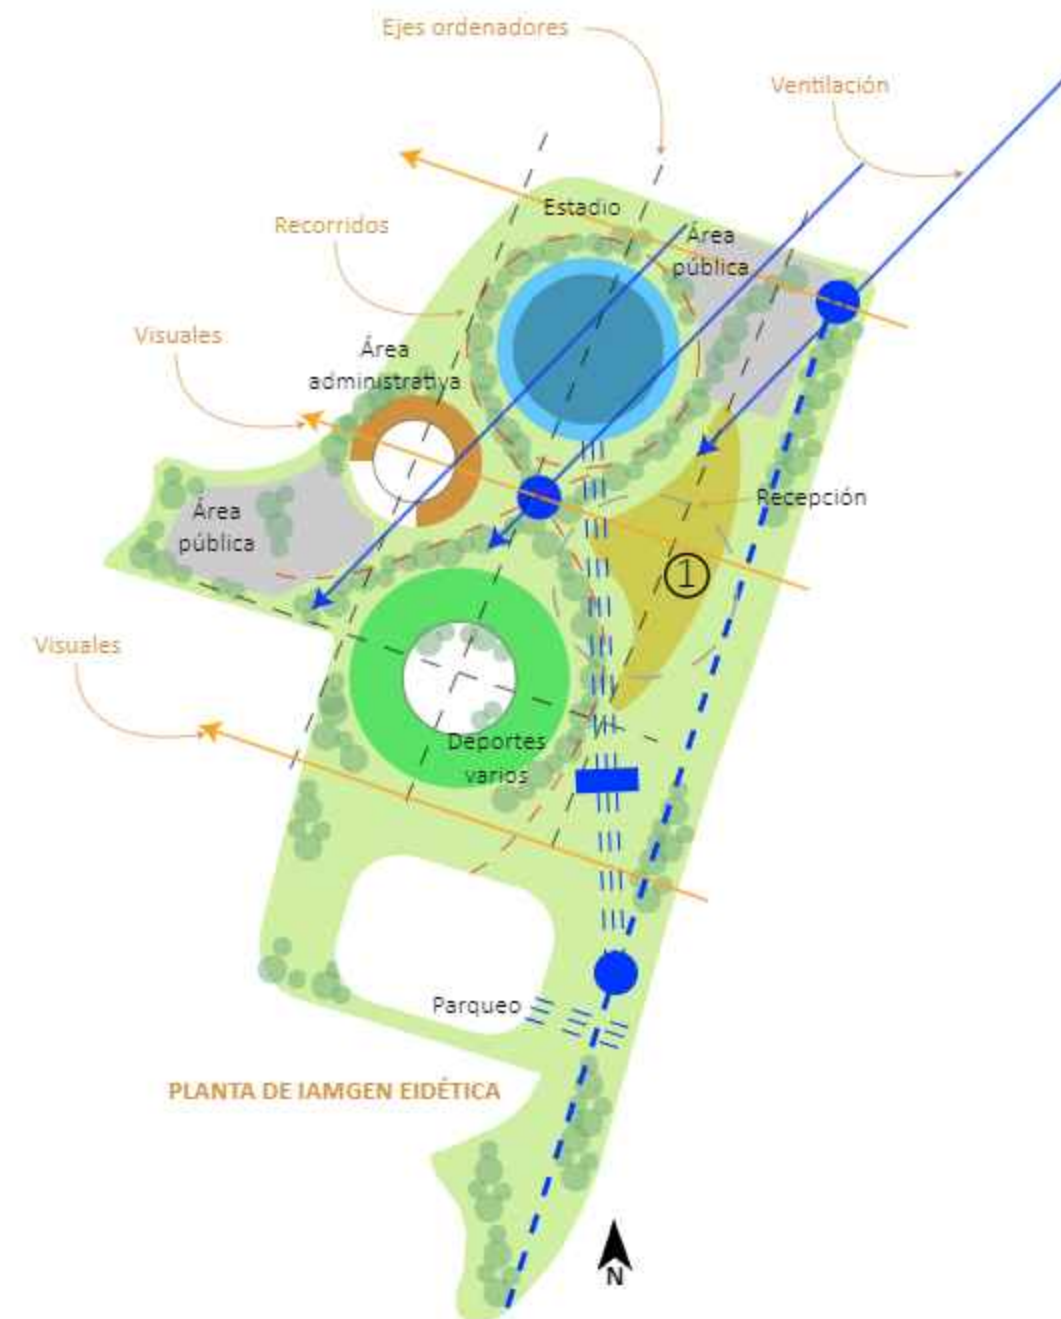 Ejes ordenadores
Ventilación
Estadio
Recorridos
Área
pública
Visuales
Área
administrativa
Recepción
Área
pública
1
Visuales
Deportes
varios
Parqueo
PLANTA DE IAMGEN EIDÉTICA
N